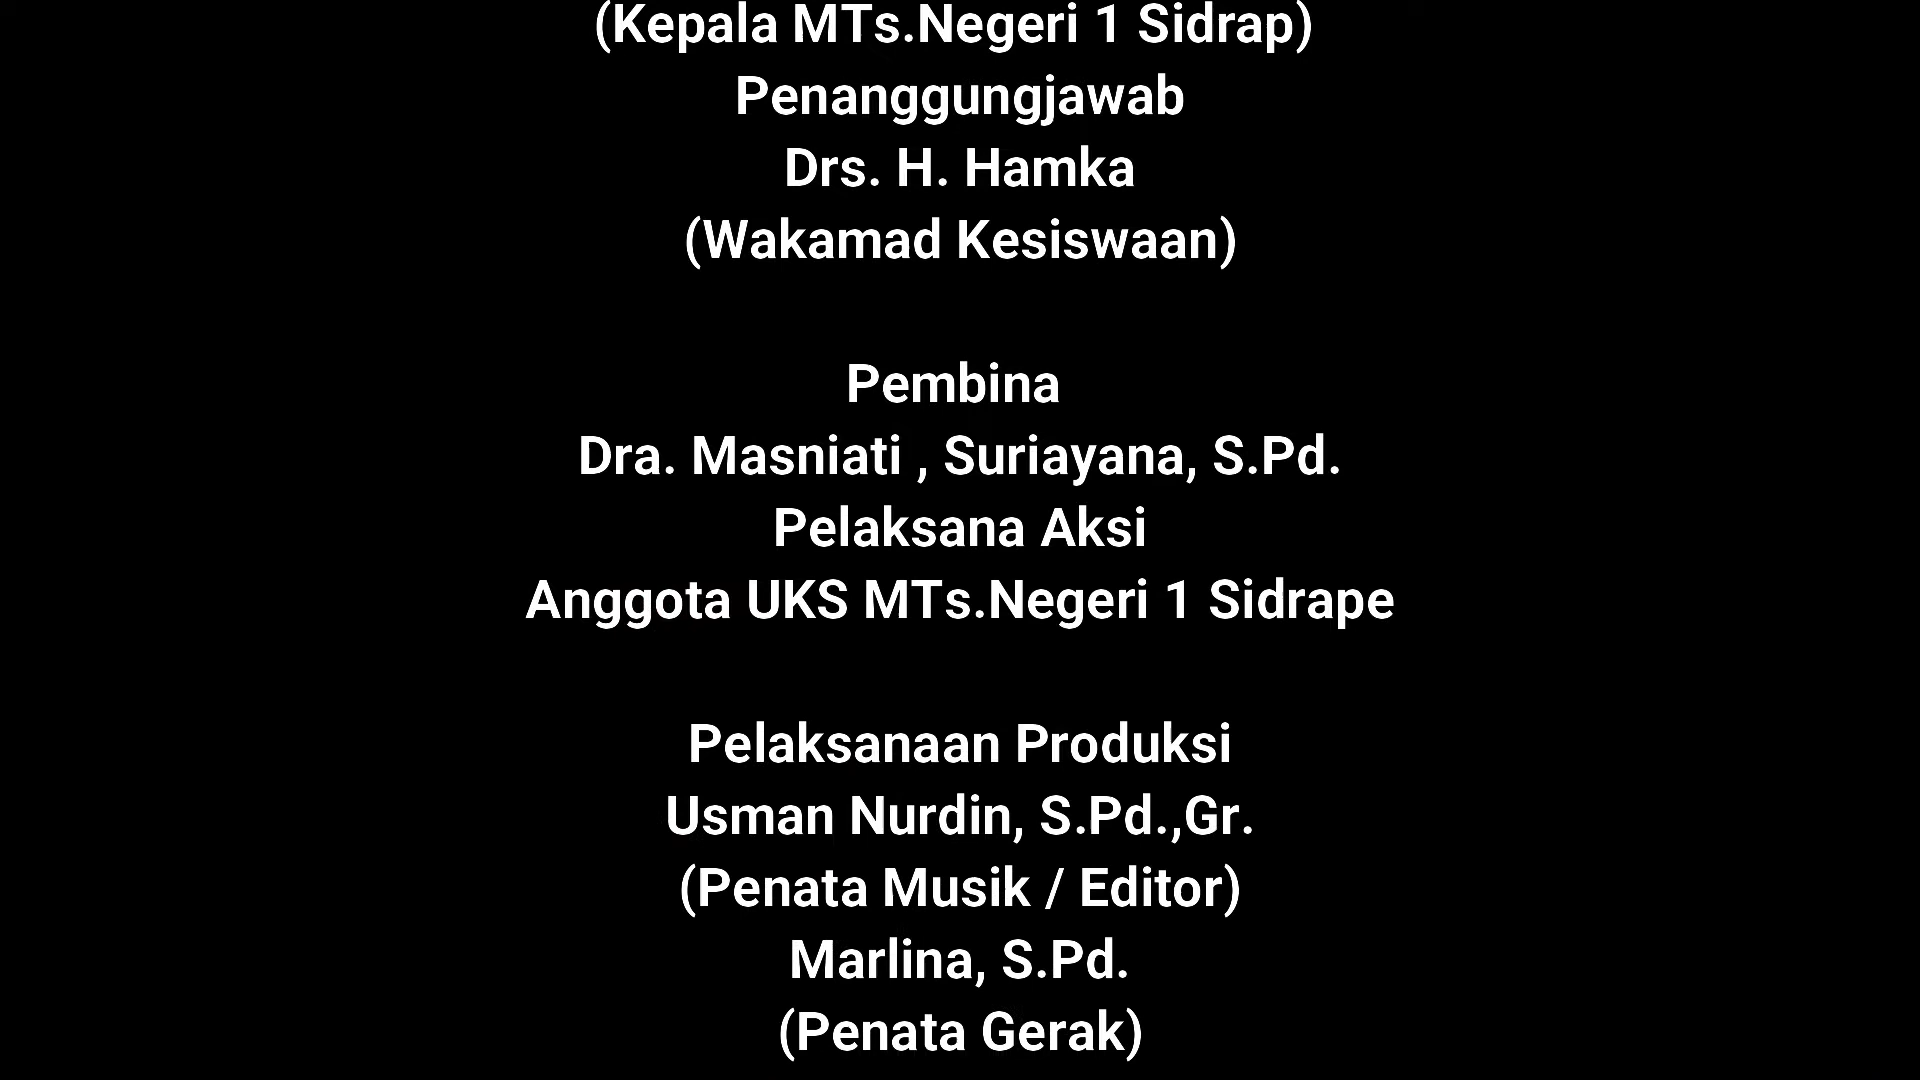 (Kepala MTs.Negeri 1 Sidrap)
Penanggungjawab
Drs. H. Hamka
(Wakamad Kesiswaan)
Pembina
Dra. Masniati , Suriayana, S.Pd.
Pelaksana Aksi
Anggota UKS MTs.Negeri 1 Sidrape
Pelaksanaan Produksi
Usman Nurdin, S.Pd.,Gr.
(Penata Musik / Editor)
Marlina, S.Pd.
(Penata Gerak)